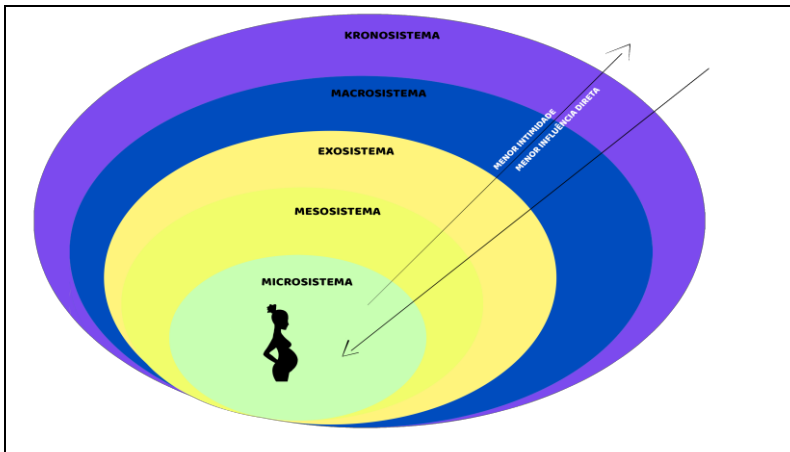 KRONOSISTEMA
MACROSISTEMA
EXOSISTEMA
MESOSISTEMA
MICROSISTEMA
MENOR INTIMIDADE
MENOR INFLUÊNCIA DIRETA